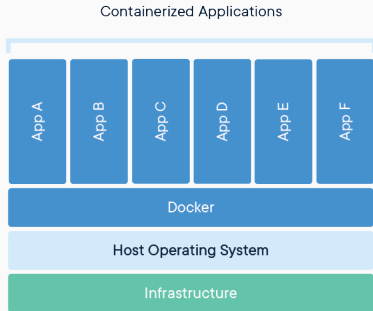 Containerized Applications
App A
App B
App C
App D
App E
App F
Docker
Host Operating System
Infrastructure